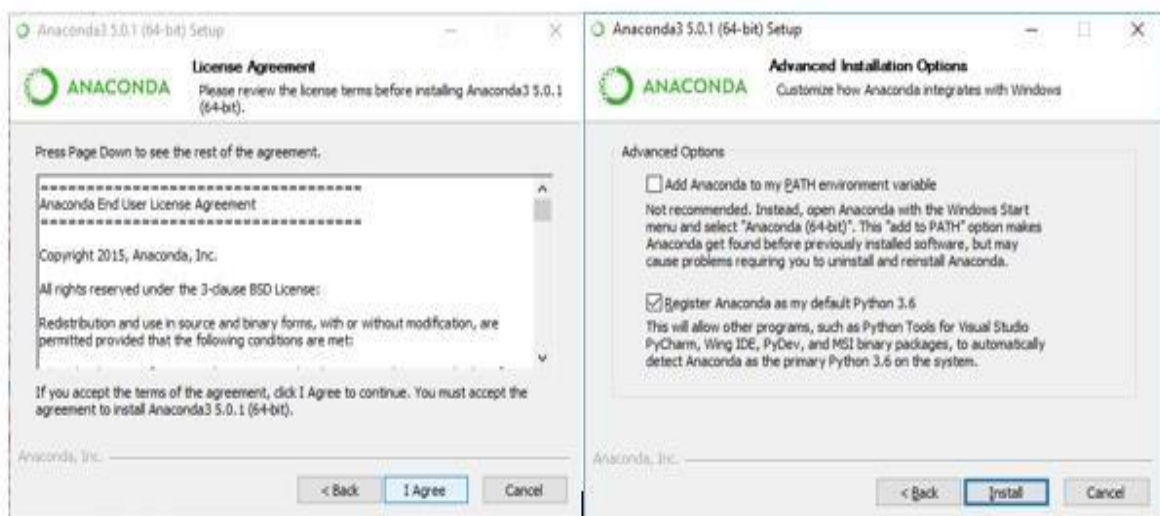 Anaconda3 5.0.1 (64-bit) Setup
ANACONDA
License Agreement
Please review the license terms before installing Anaconda3 5.0.1
(64-bit).
Press Page Down to see the rest of the agreement.
===================================
Anaconda End User License Agreement
===================================
Copyright 2015, Anaconda, Inc.
All rights reserved under the 3-clause BSD License:
Redistribution and use in source and binary forms, with or without modification, are
permitted provided that the following conditions are met:
If you accept the terms of the agreement, click I Agree to continue. You must accept the
agreement to install Anaconda3 5.0.1 (64-bit).
Anaconda, Inc.
< Back
I Agree
Cancel
Anaconda3 5.0.1 (64-bit) Setup
ANACONDA
Advanced Installation Options
Customize how Anaconda integrates with Windows
Advanced Options
Add Anaconda to my PATH environment variable
Not recommended. Instead, open Anaconda with the Windows Start
menu and select "Anaconda (64-bit)". This "add to PATH" option makes
Anaconda get found before previously installed software, but may
cause problems requiring you to uninstall and reinstall Anaconda.
Register Anaconda as my default Python 3.6
This will allow other programs, such as Python Tools for Visual Studio
PyCharm, Wing IDE, PyDev, and MSI binary packages, to automatically
detect Anaconda as the primary Python 3.6 on the system.
Anaconda, Inc.
< Back
Install
Cancel